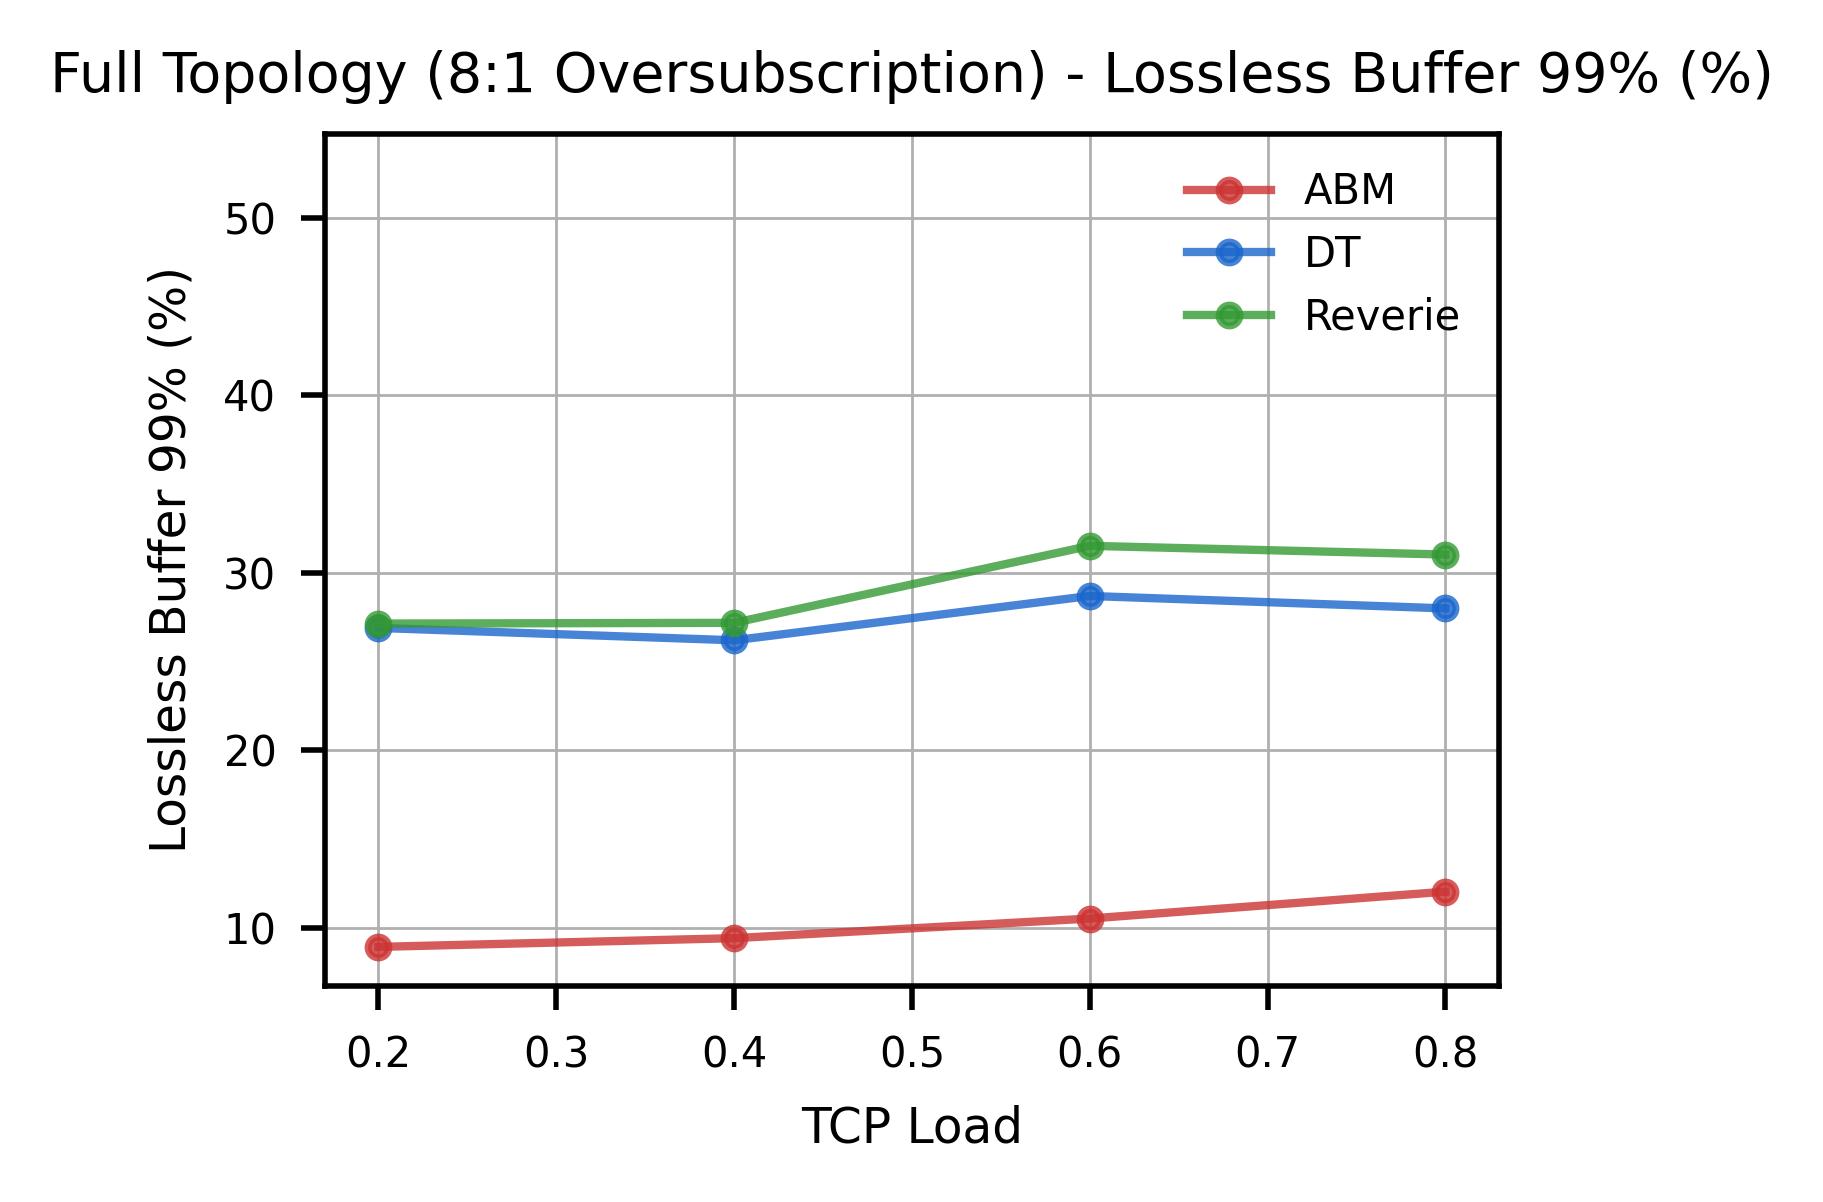 Full Topology (8:1 Oversubscription) - Lossless Buffer 99% (%)
ABM
DT
Reverie
Lossless Buffer 99% (%)
50
40
30
20
10
0.2 0.3 0.4 0.5 0.6 0.7 0.8
TCP Load